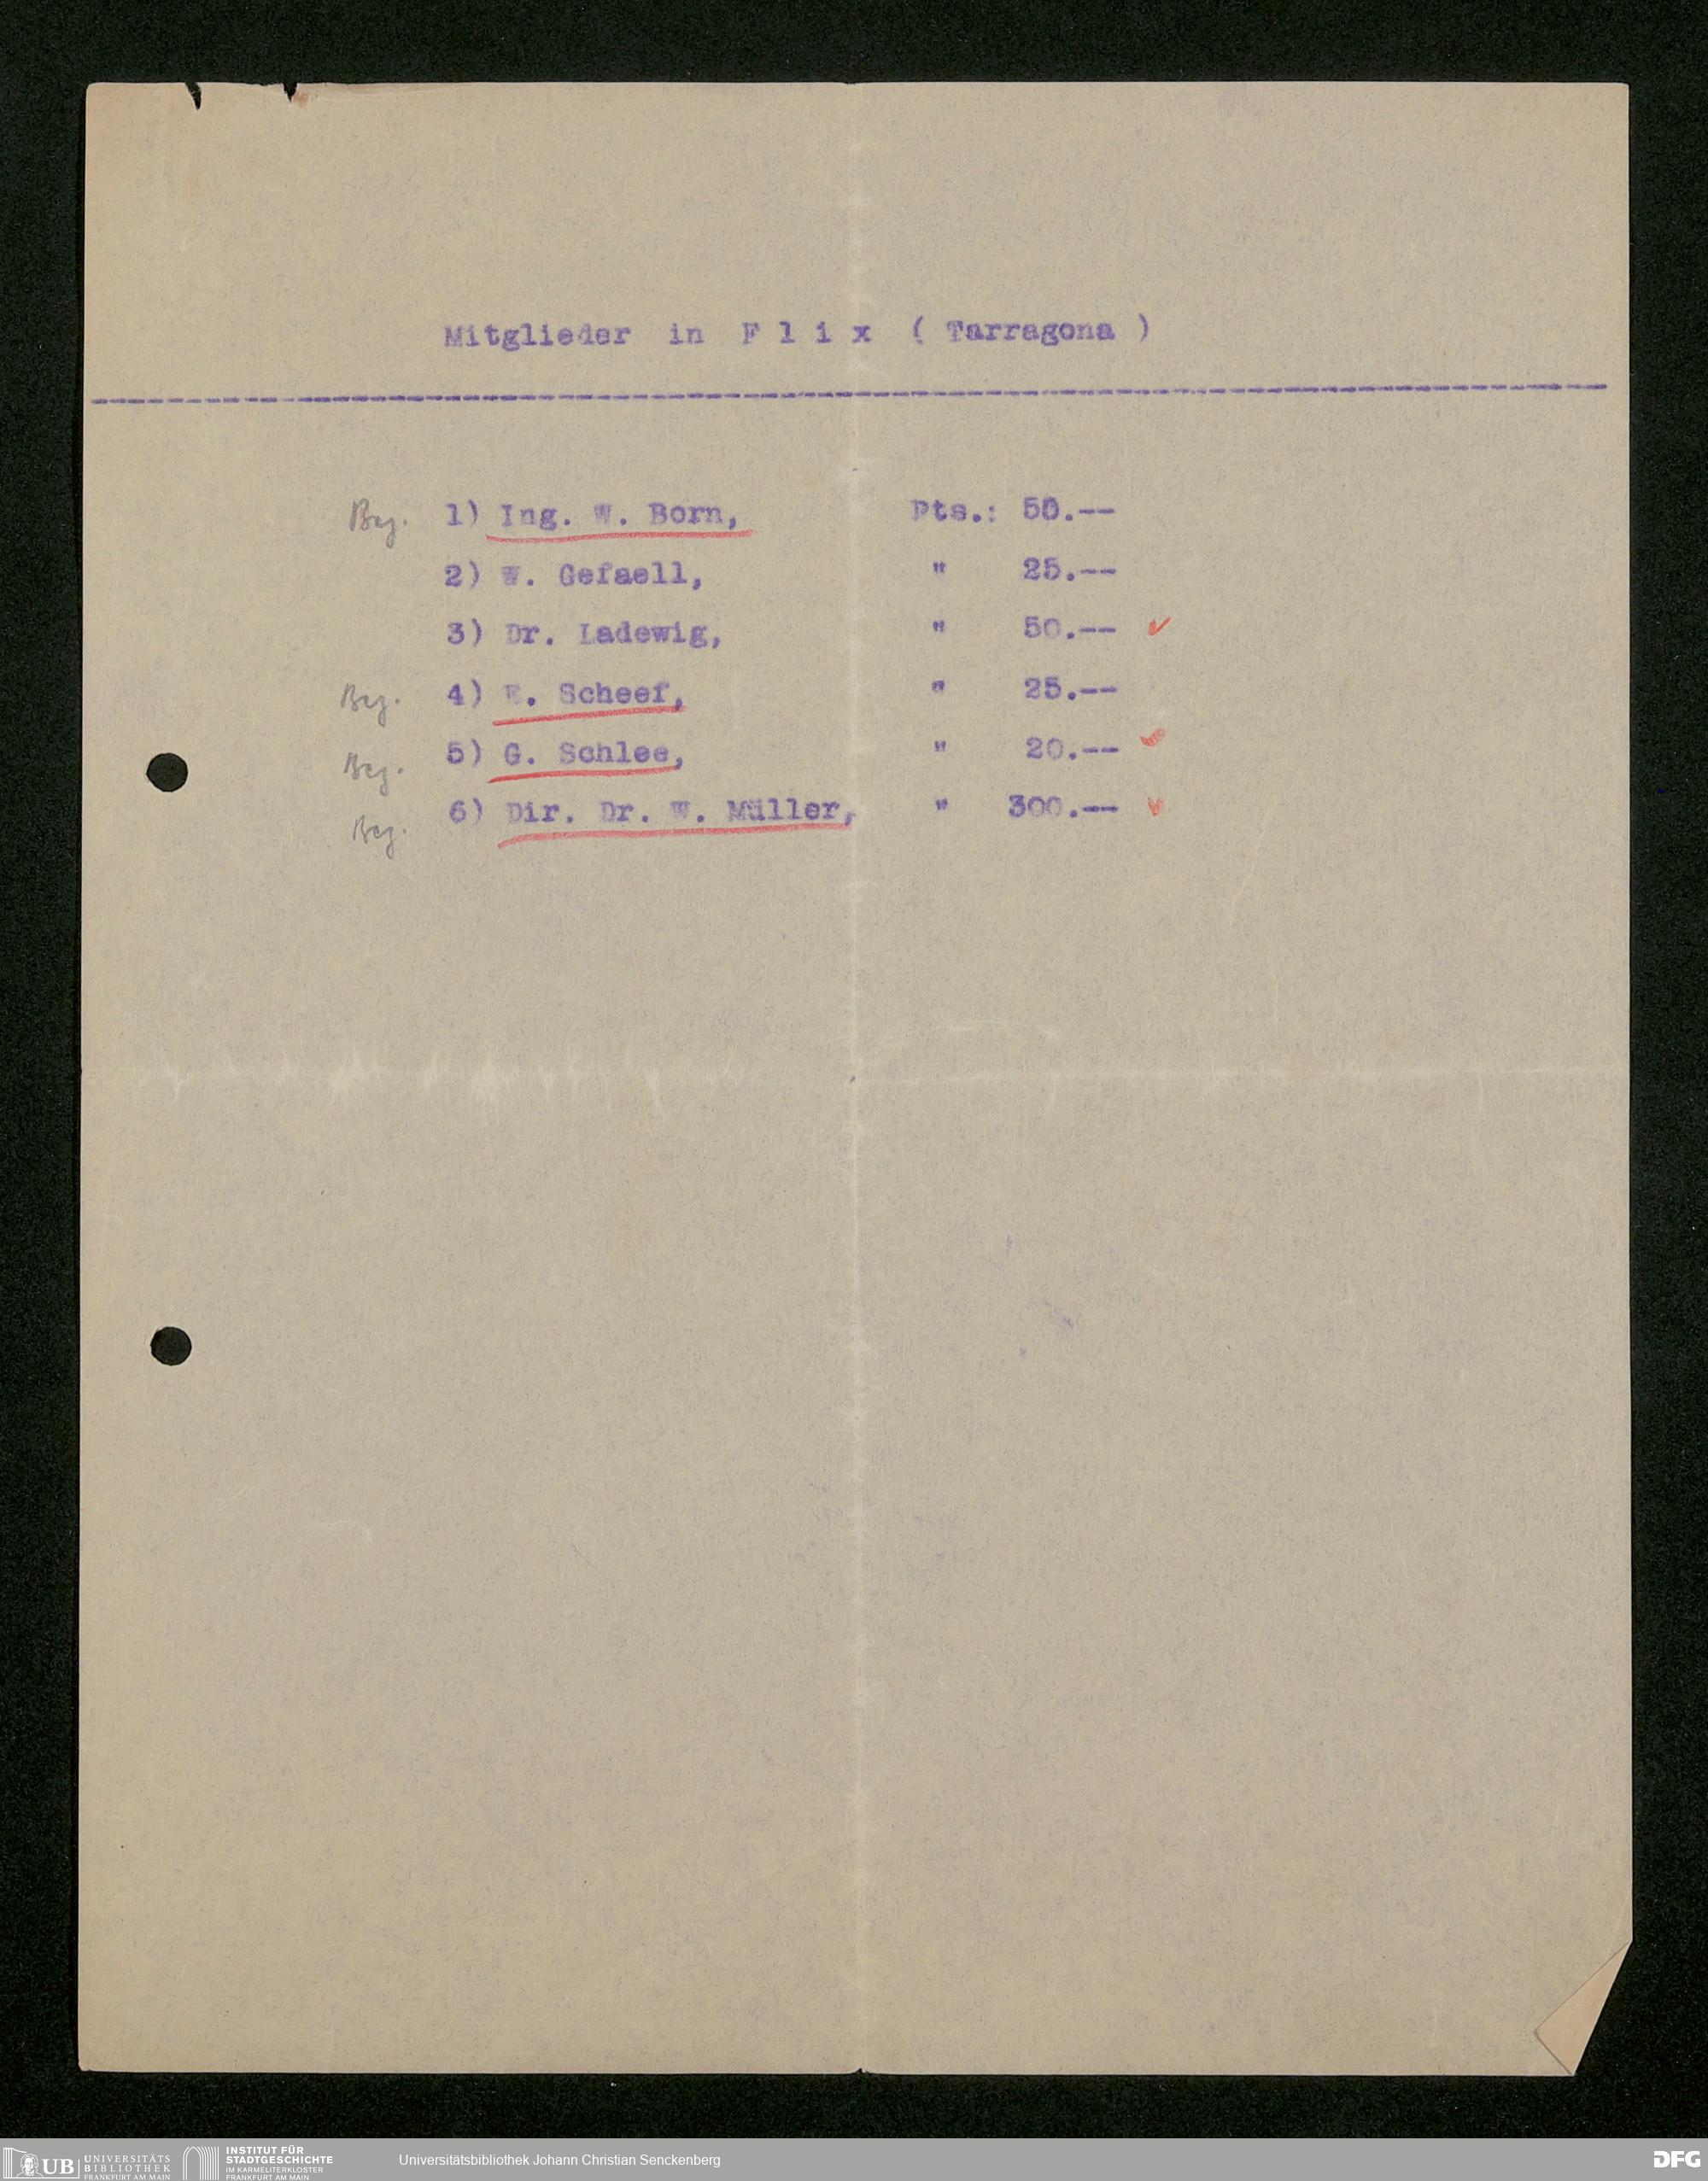 Mitglieder in F l i x ( Tarragona )
Bez. 1) Ing. W. Born, Pts.: 50.--
2) W. Gefaell, " 25.--
3) Dr. Ladewig, " 50.--
Bez. 4) E. Scheef, " 25.--
Bez. 5) G. Schlee, " 20.--
Bez. 6) Dir. Dr. W. Müller, " 300.--
UB UNIVERSITÄTS
BIBLIOTHEK
FRANKFURT AM MAIN
INSTITUT FÜR
STADTGESCHICHTE
IM KARMELITERKLOSTER
FRANKFURT AM MAIN
Universitätsbibliothek Johann Christian Senckenberg
DFG